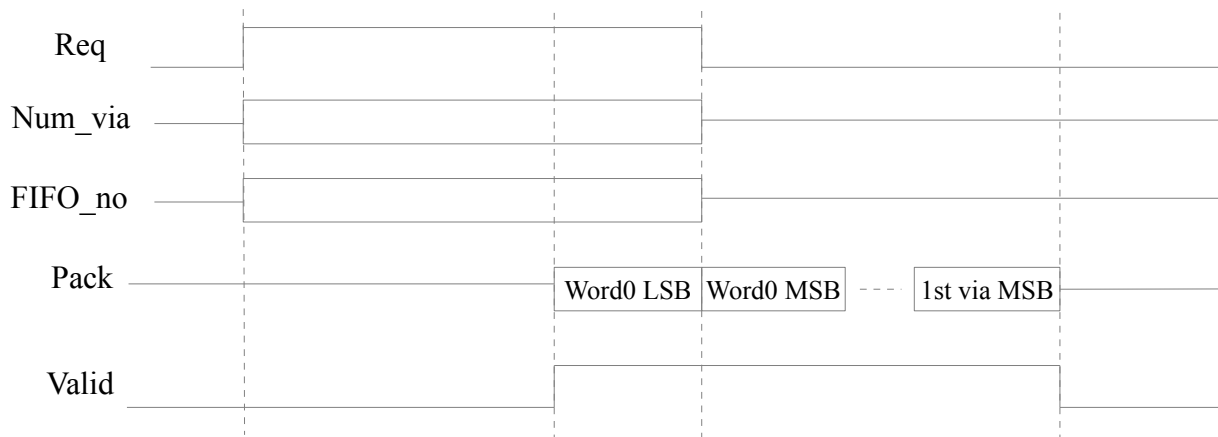 Req
Num_via
FIFO_no
Pack
Word0 LSB
Word0 MSB
1st via MSB
Valid